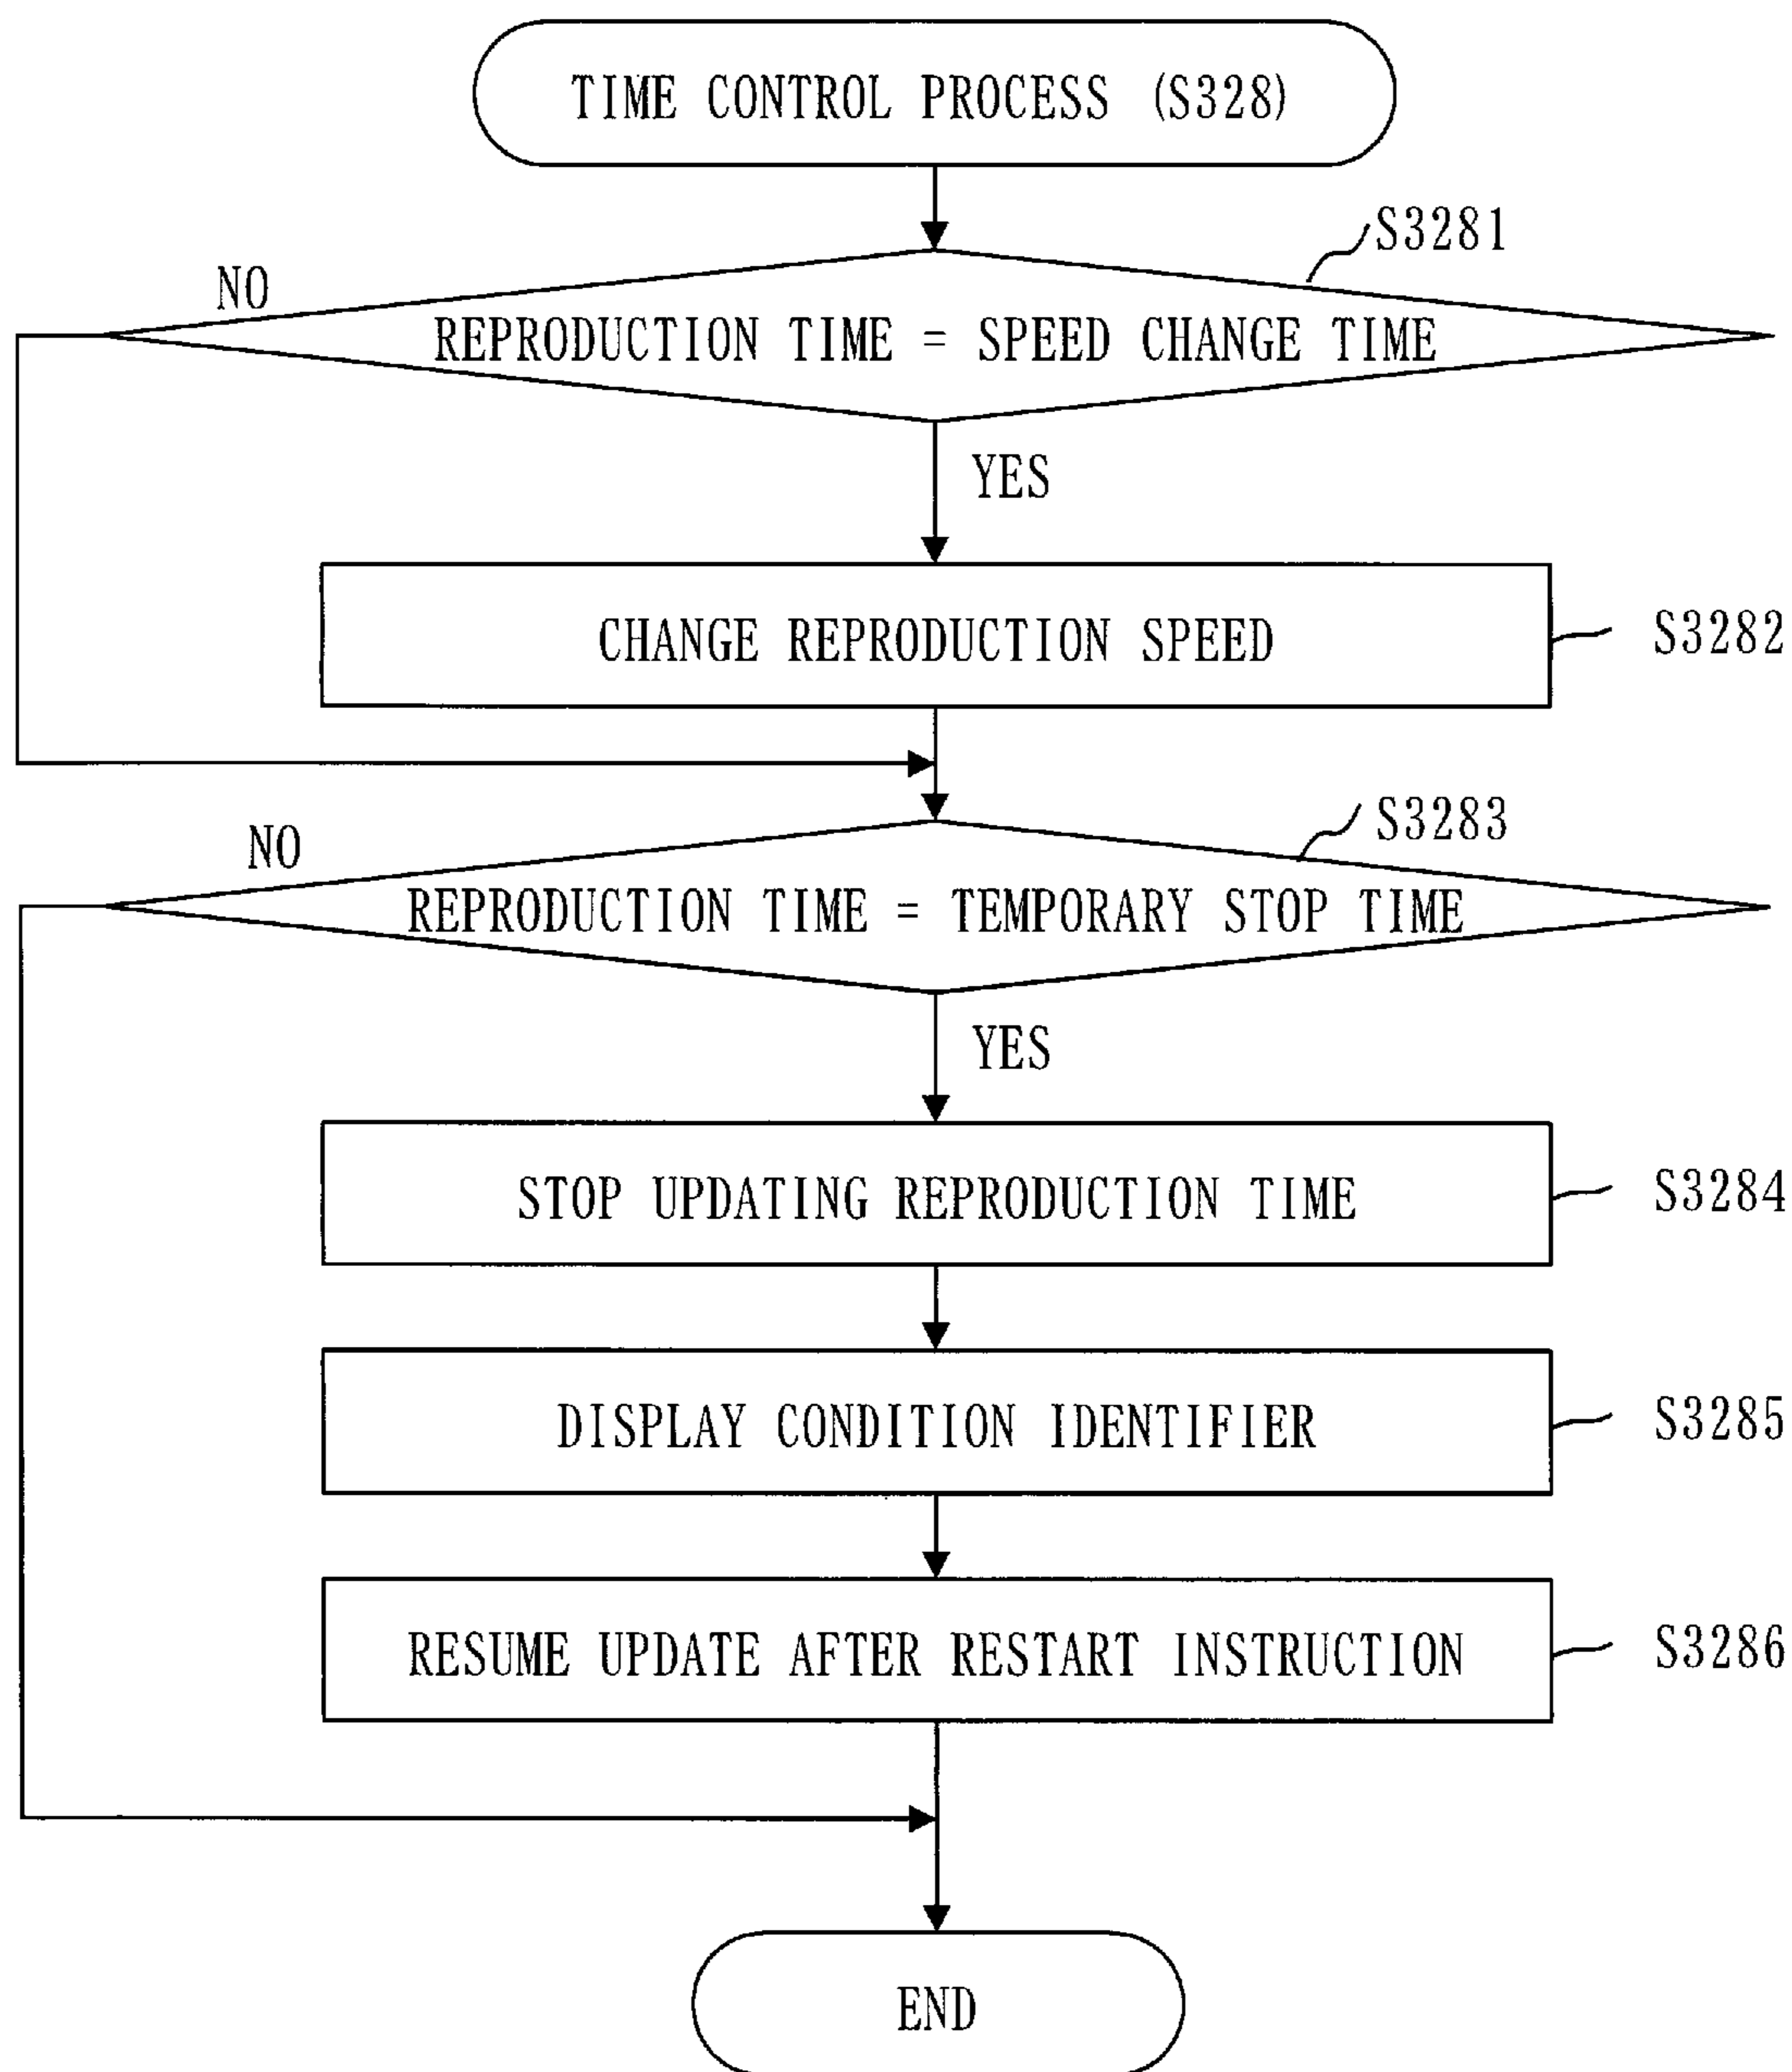 TIME CONTROL PROCESS (S328)
S3281
NO
REPRODUCTION TIME = SPEED CHANGE TIME
YES
CHANGE REPRODUCTION SPEED
S3282
S3283
NO
REPRODUCTION TIME = TEMPORARY STOP TIME
YES
STOP UPDATING REPRODUCTION TIME
S3284
DISPLAY CONDITION IDENTIFIER
S3285
RESUME UPDATE AFTER RESTART INSTRUCTION
S3286
END